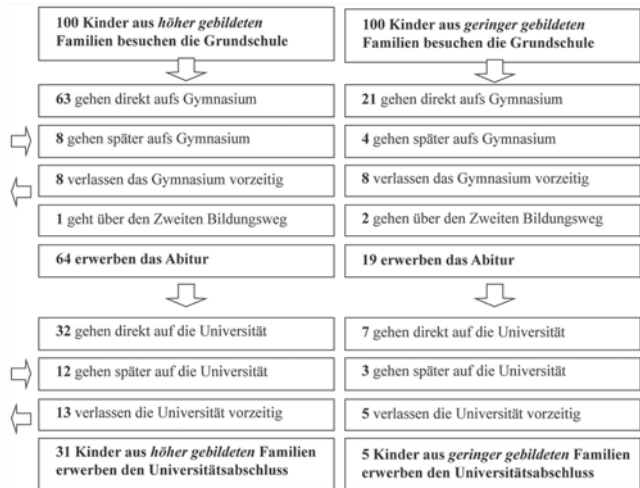 100 Kinder aus höher gebildeten
Familien besuchen die Grundschule
63 gehen direkt aufs Gymnasium
8 gehen später aufs Gymnasium
8 verlassen das Gymnasium vorzeitig
1 geht über den Zweiten Bildungsweg
64 erwerben das Abitur
32 gehen direkt auf die Universität
12 gehen später auf die Universität
13 verlassen die Universität vorzeitig
31 Kinder aus höher gebildeten Familien
erwerben den Universitätsabschluss
100 Kinder aus geringer gebildeten
Familien besuchen die Grundschule
21 gehen direkt aufs Gymnasium
4 gehen später aufs Gymnasium
8 verlassen das Gymnasium vorzeitig
2 gehen über den Zweiten Bildungsweg
19 erwerben das Abitur
7 gehen direkt auf die Universität
3 gehen später auf die Universität
5 verlassen die Universität vorzeitig
5 Kinder aus geringer gebildeten Familien
erwerben den Universitätsabschluss